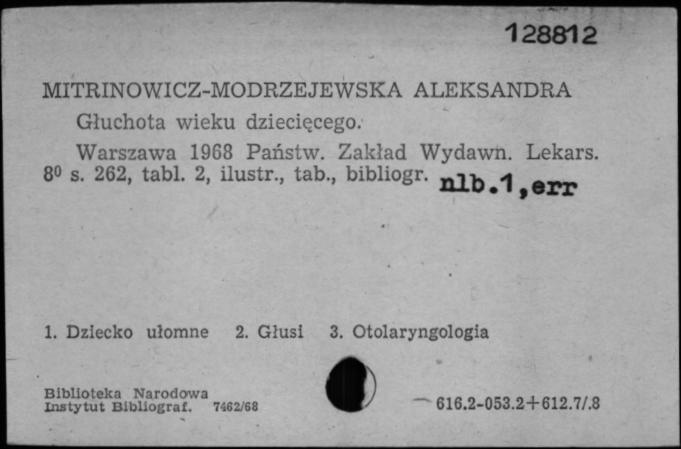 128812
MITRINOWICZ-MODRZEJEWSKA ALEKSANDRA
Głuchota wieku dziecięcego.
Warszawa 1968 Państw. Zakład Wydawn. Lekars.
8⁰ s. 262, tabl. 2, ilustr., tab., bibliogr. nlb.1,err
1. Dziecko ułomne 2. Głusi 3. Otolaryngologia
Biblioteka Narodowa
Instytut Bibliograf. 7462/68
616.2-053.2+612.7/.8